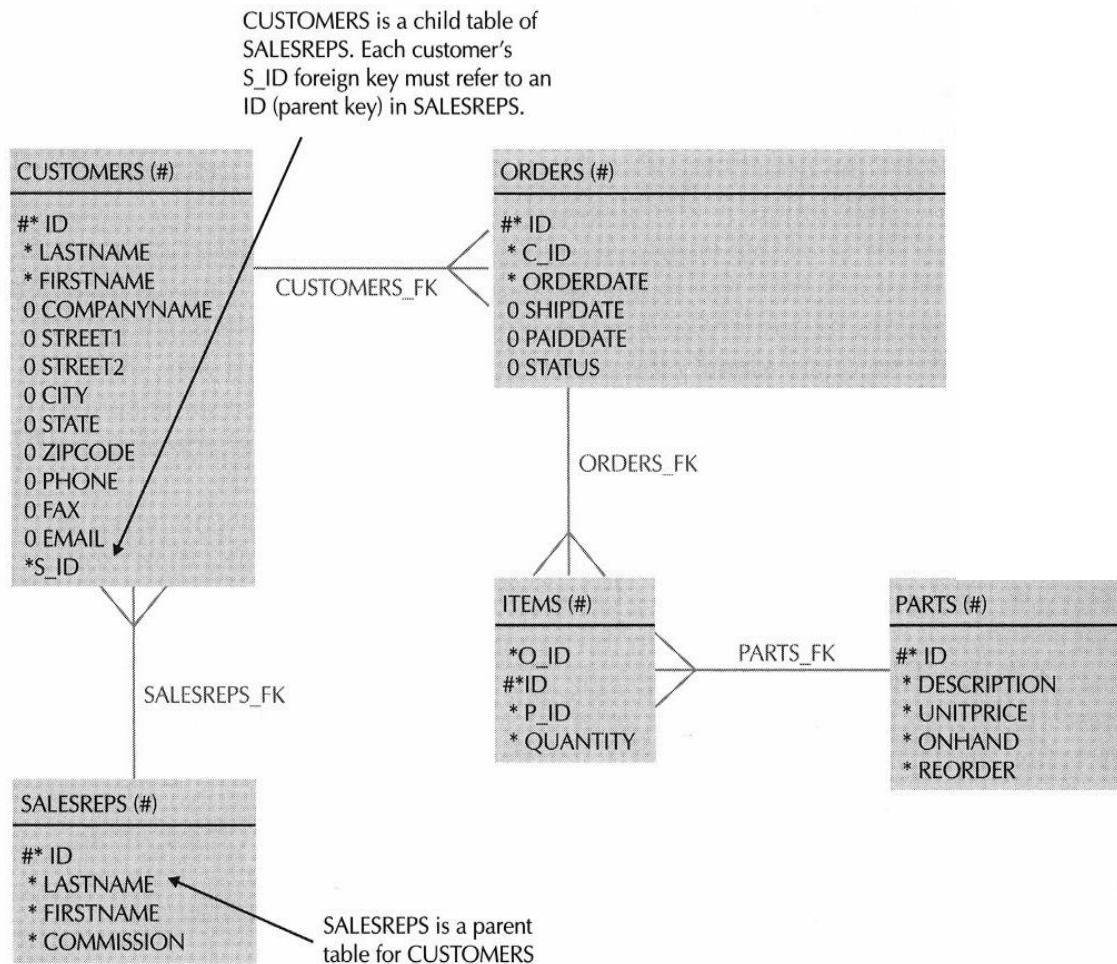 CUSTOMERS is a child table of
SALESREPS. Each customer's
S_ID foreign key must refer to an
ID (parent key) in SALESREPS.
CUSTOMERS (#)
#* ID
* LASTNAME
* FIRSTNAME
0 COMPANYNAME
0 STREET1
0 STREET2
0 CITY
0 STATE
0 ZIPCODE
0 PHONE
0 FAX
0 EMAIL
*S_ID
CUSTOMERS_FK
ORDERS (#)
#* ID
* C_ID
* ORDERDATE
0 SHIPDATE
0 PAIDDATE
0 STATUS
ORDERS_FK
ITEMS (#)
*O_ID
#*ID
* P_ID
* QUANTITY
PARTS_FK
PARTS (#)
#* ID
* DESCRIPTION
* UNITPRICE
* ONHAND
* REORDER
SALESREPS_FK
SALESREPS (#)
#* ID
* LASTNAME
* FIRSTNAME
* COMMISSION
SALESREPS is a parent
table for CUSTOMERS